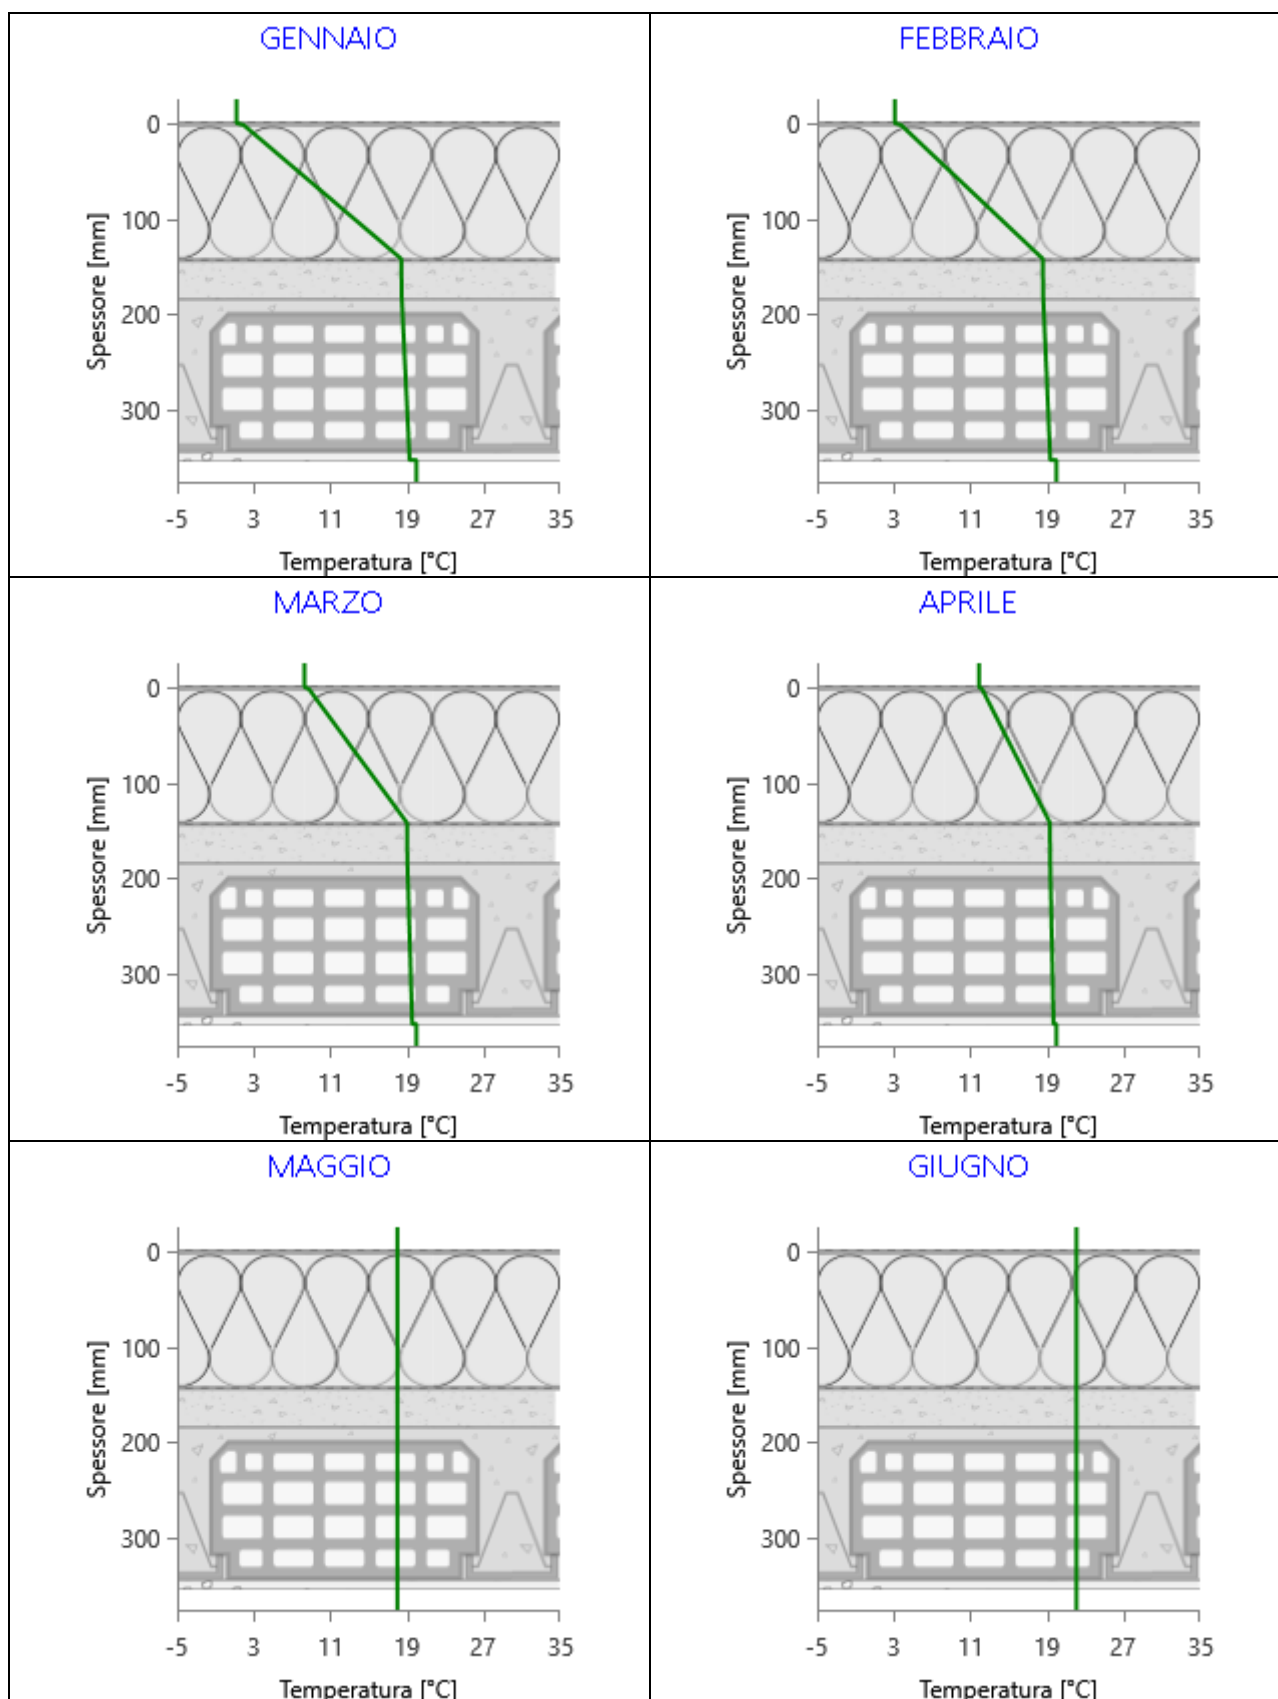 GENNAIO
0
100
200
300
Spessore [mm]
-5 3 11 19 27 35
Temperatura [°C]
FEBBRAIO
0
100
200
300
Spessore [mm]
-5 3 11 19 27 35
Temperatura [°C]
MARZO
0
100
200
300
Spessore [mm]
-5 3 11 19 27 35
Temperatura [°C]
APRILE
0
100
200
300
Spessore [mm]
-5 3 11 19 27 35
Temperatura [°C]
MAGGIO
0
100
200
300
Spessore [mm]
-5 3 11 19 27 35
Temperatura [°C]
GIUGNO
0
100
200
300
Spessore [mm]
-5 3 11 19 27 35
Temperatura [°C]